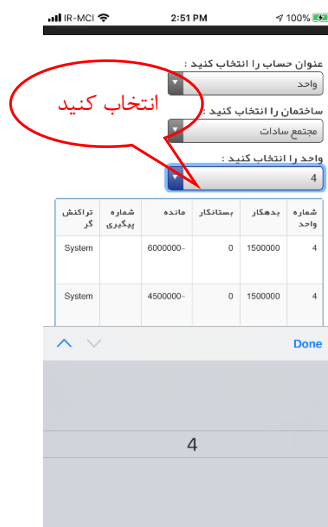 IR-MCI 2:51 PM 100%
عنوان حساب را انتخاب کنید :
واحد
انتخاب کنید
ساختمان را انتخاب کنید :
مجتمع سادات
واحد را انتخاب کنید :
4
شماره واحد بدهکار بستانکار مانده شماره پیگیری تراکنش گر
4 1500000 0 6000000- System
4 1500000 0 4500000- System
Done
4